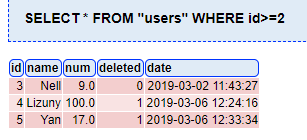 SELECT * FROM "users" WHERE id>=2
id name num deleted date
3 Nell 9.0 0 2019-03-02 11:43:27
4 Lizuny 100.0 1 2019-03-06 12:24:16
5 Yan 17.0 1 2019-03-06 12:33:34